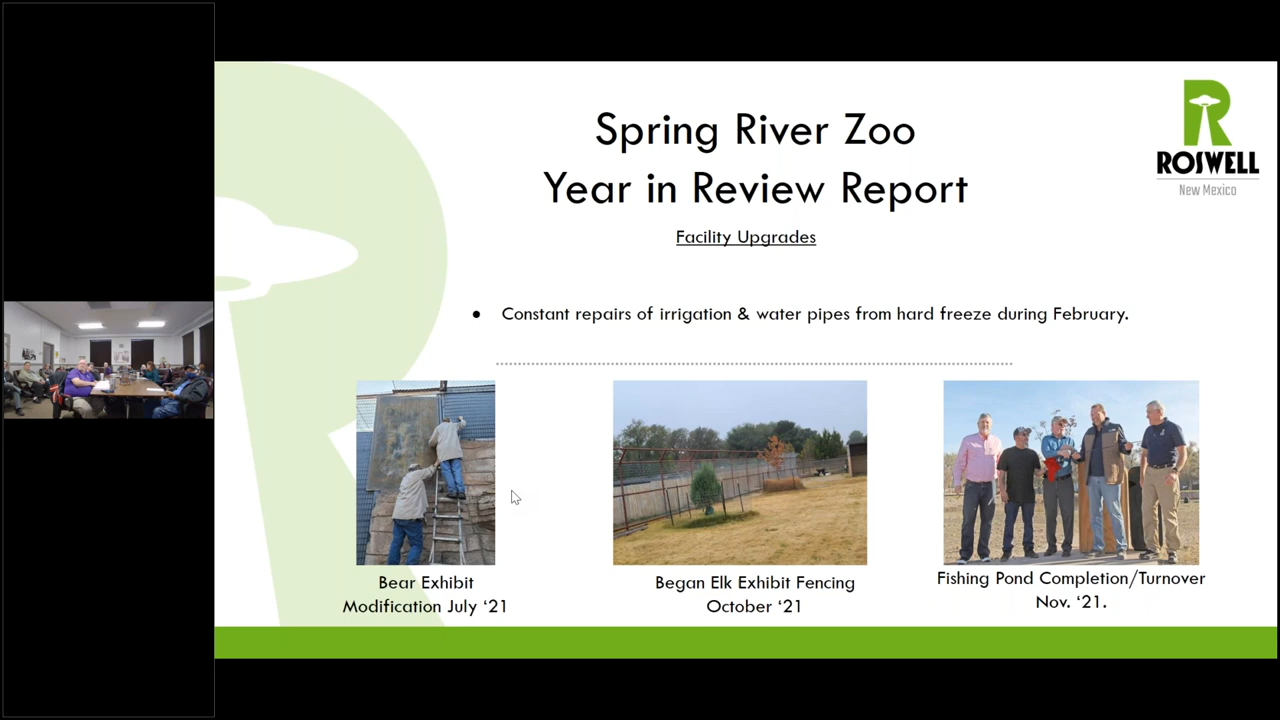 Spring River Zoo
Year in Review Report
Facility Upgrades
ROSWELL
New Mexico
● Constant repairs of irrigation & water pipes from hard freeze during February.
Bear Exhibit
Modification July ‘21
Began Elk Exhibit Fencing
October ‘21
Fishing Pond Completion/Turnover
Nov. ‘21.